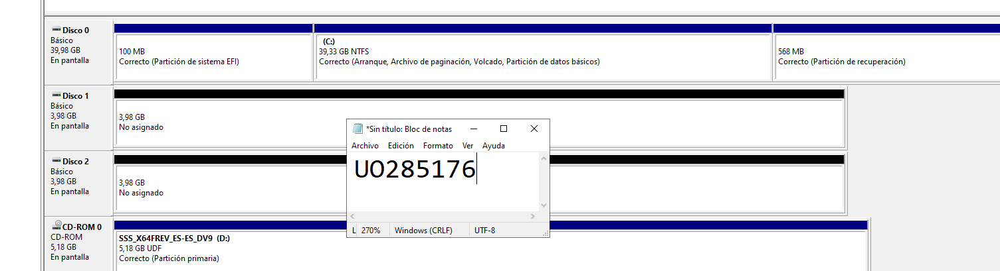 Disco 0
Básico
39,98 GB
En pantalla
100 MB
Correcto (Partición de sistema EFI)
(C:)
39,33 GB NTFS
Correcto (Arranque, Archivo de paginación, Volcado, Partición de datos básicos)
568 MB
Correcto (Partición de recuperación)
Disco 1
Básico
3,98 GB
En pantalla
3,98 GB
No asignado
*Sin título: Bloc de notas
Archivo Edición Formato Ver Ayuda
UO285176
L 270% Windows (CRLF) UTF-8
Disco 2
Básico
3,98 GB
En pantalla
3,98 GB
No asignado
CD-ROM 0
CD-ROM
5,18 GB
En pantalla
SSS_X64FREV_ES-ES_DV9 (D:)
5,18 GB UDF
Correcto (Partición primaria)